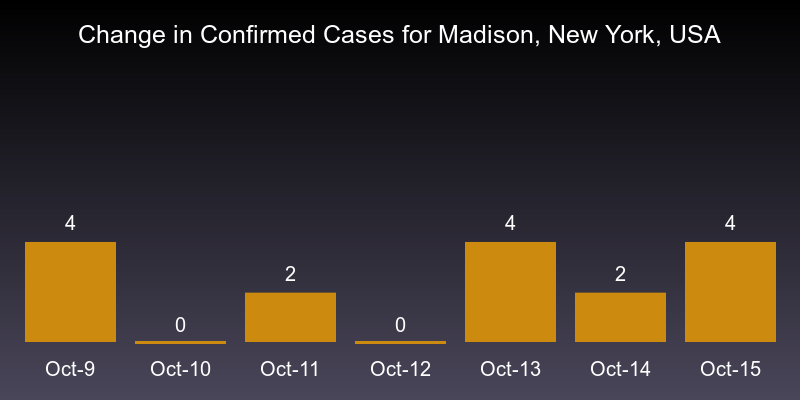 Change in Confirmed Cases for Madison, New York, USA
4
0
2
0
4
2
4
Oct-9
Oct-10
Oct-11
Oct-12
Oct-13
Oct-14
Oct-15